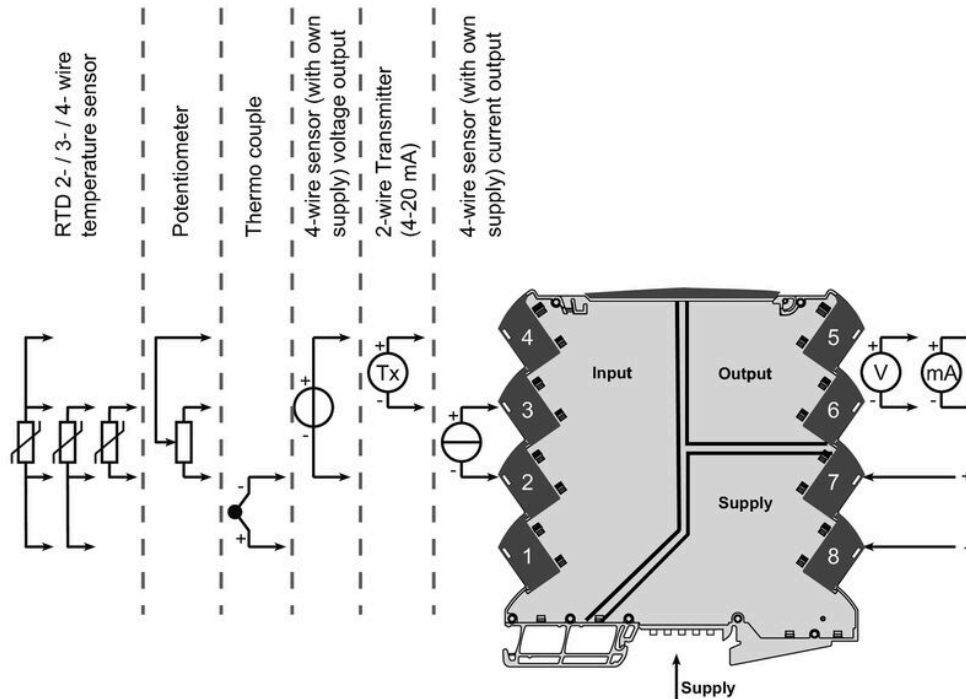 RTD 2- / 3- / 4- wire
temperature sensor
Potentiometer
Thermo couple
4-wire sensor (with own
supply) voltage output
2-wire Transmitter
(4-20 mA)
4-wire sensor (with own
supply) current output
4
3
2
1
Input
Output
Supply
5
6
7
8
+
-
+
-
+
Tx
-
+
-
+
V
-
+
mA
-
+
-
Supply